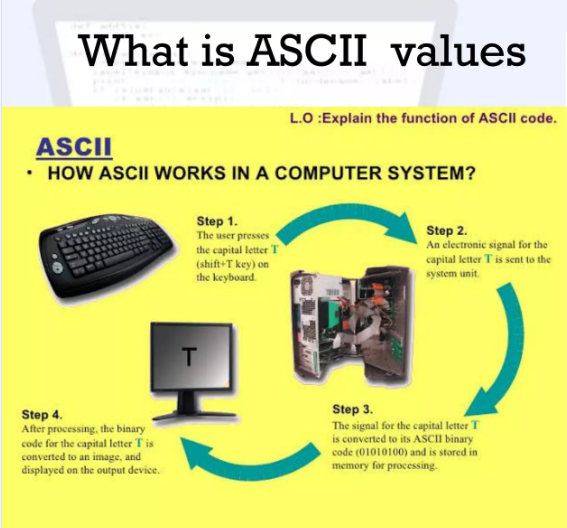 What is ASCII values
L.O :Explain the function of ASCII code.
ASCII
• HOW ASCII WORKS IN A COMPUTER SYSTEM?
Step 1.
The user presses
the capital letter T
(shift+T key) on
the keyboard.
Step 2.
An electronic signal for the
capital letter T is sent to the
system unit.
Step 3.
The signal for the capital letter T
is converted to its ASCII binary
code (01010100) and is stored in
memory for processing.
T
Step 4.
After processing, the binary
code for the capital letter T is
converted to an image, and
displayed on the output device.